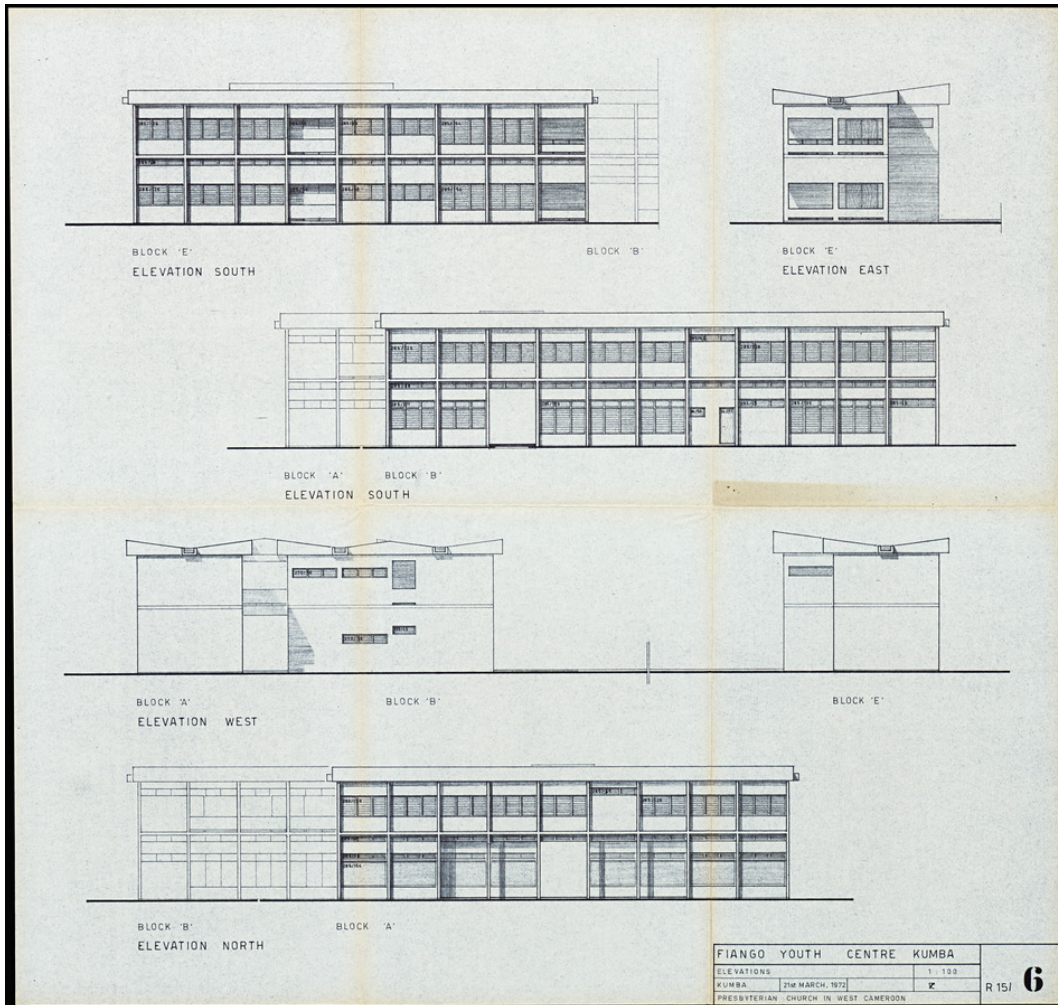 BLOCK 'E'
BLOCK 'B'
ELEVATION SOUTH
BLOCK 'E'
ELEVATION EAST
BLOCK 'A'
BLOCK 'B'
ELEVATION SOUTH
BLOCK 'A'
BLOCK 'B'
BLOCK 'E'
ELEVATION WEST
BLOCK 'B'
BLOCK 'A'
ELEVATION NORTH
FIANGO YOUTH CENTRE KUMBA
ELEVATIONS 1 : 100
KUMBA 21st MARCH, 1972
PRESBYTERIAN CHURCH IN WEST CAMEROON
R 15/ 6